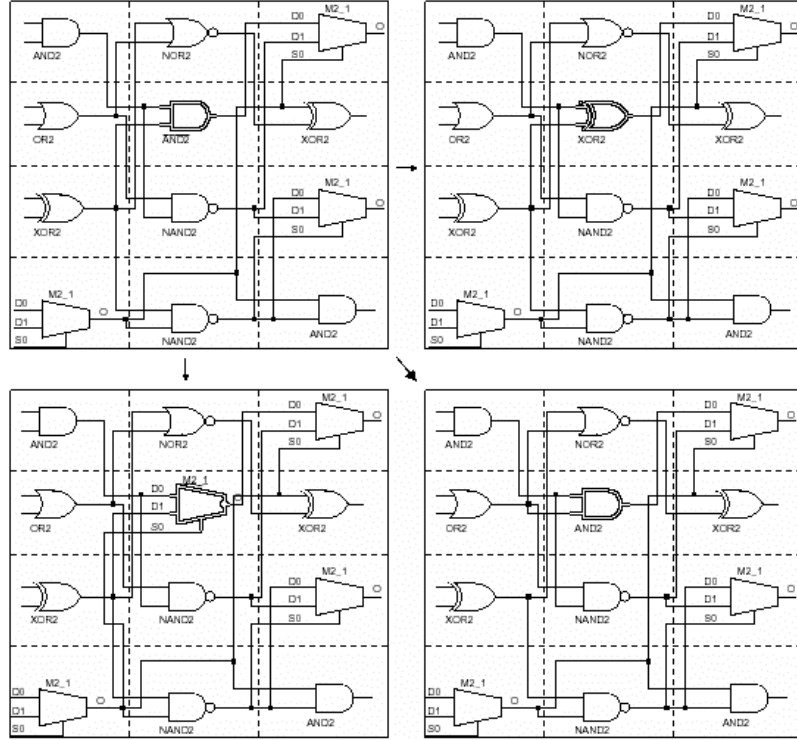 M2_1
D0
D1
S0
O
AND2
NOR2
OR2
AND2
XOR2
M2_1
D0
D1
S0
O
XOR2
NAND2
M2_1
D0
D1
S0
O
NAND2
AND2
M2_1
D0
D1
S0
O
AND2
NOR2
OR2
XOR2
XOR2
M2_1
D0
D1
S0
O
XOR2
NAND2
M2_1
D0
D1
S0
O
NAND2
AND2
M2_1
D0
D1
S0
O
AND2
NOR2
M2_1
D0
D1
S0
O
OR2
XOR2
M2_1
D0
D1
S0
O
XOR2
NAND2
M2_1
D0
D1
S0
O
NAND2
AND2
M2_1
D0
D1
S0
O
AND2
NOR2
OR2
AND2
XOR2
M2_1
D0
D1
S0
O
XOR2
NAND2
M2_1
D0
D1
S0
O
NAND2
AND2